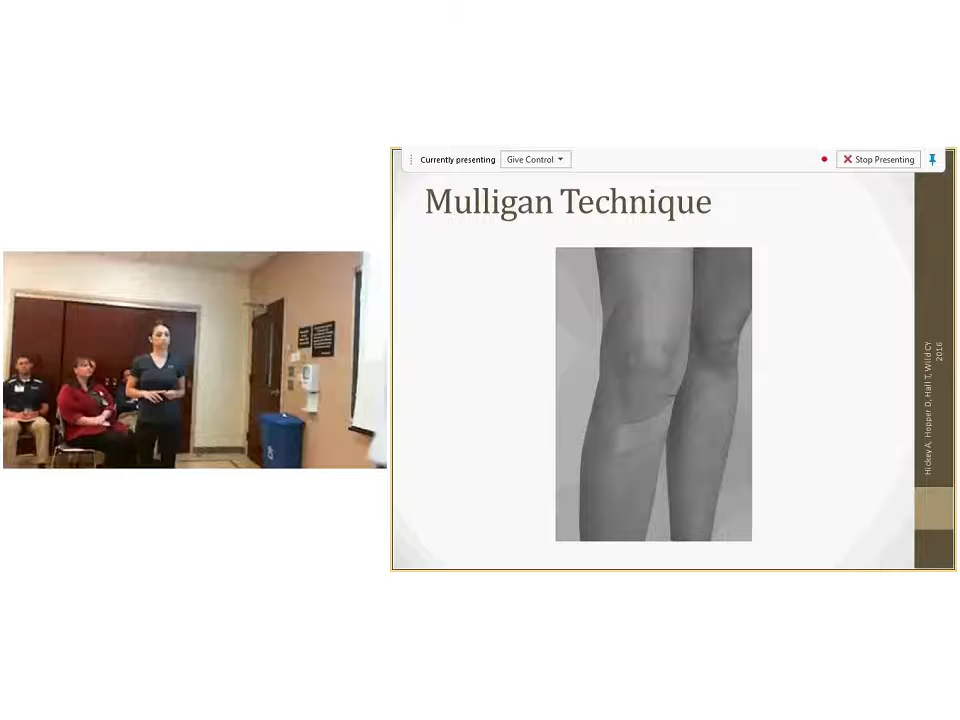 Currently presenting
Give Control
Stop Presenting
Mulligan Technique
Hickey A, Hopper D, Hall T, Wild CY
2016